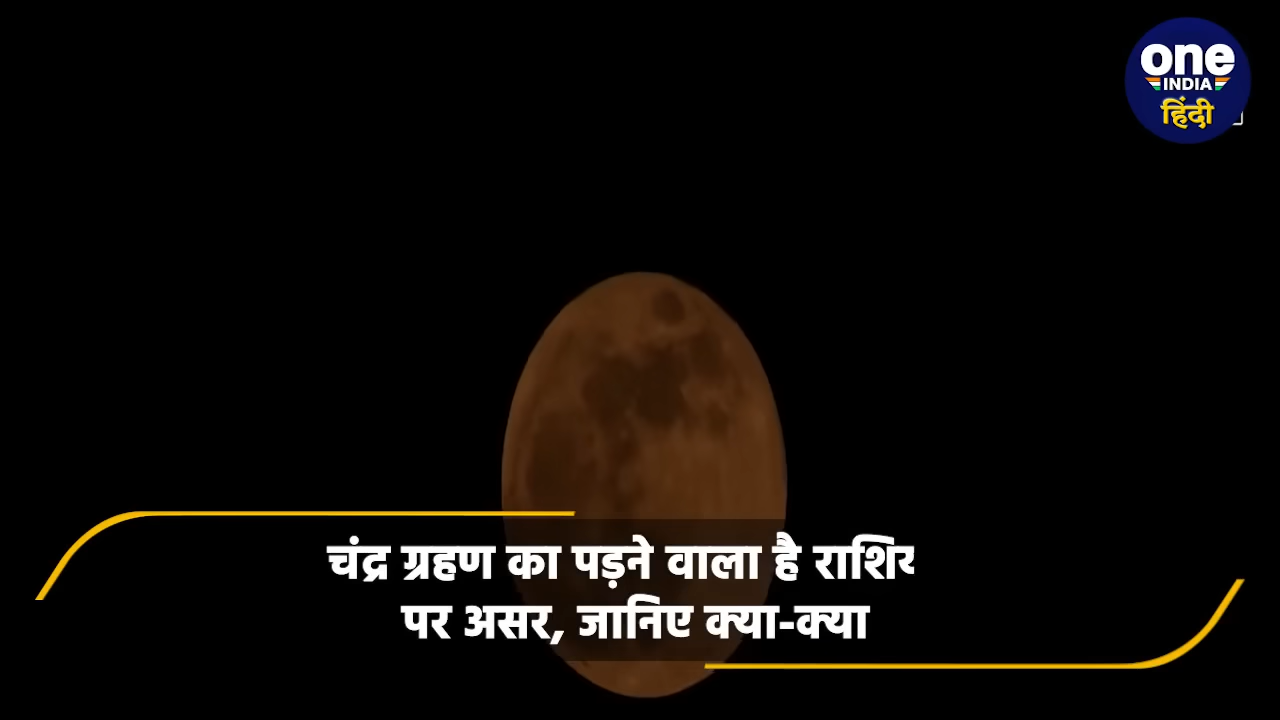 one
INDIA
हिंदी
चंद्र ग्रहण का पड़ने वाला है
पर असर, जानिए क्या-क्या